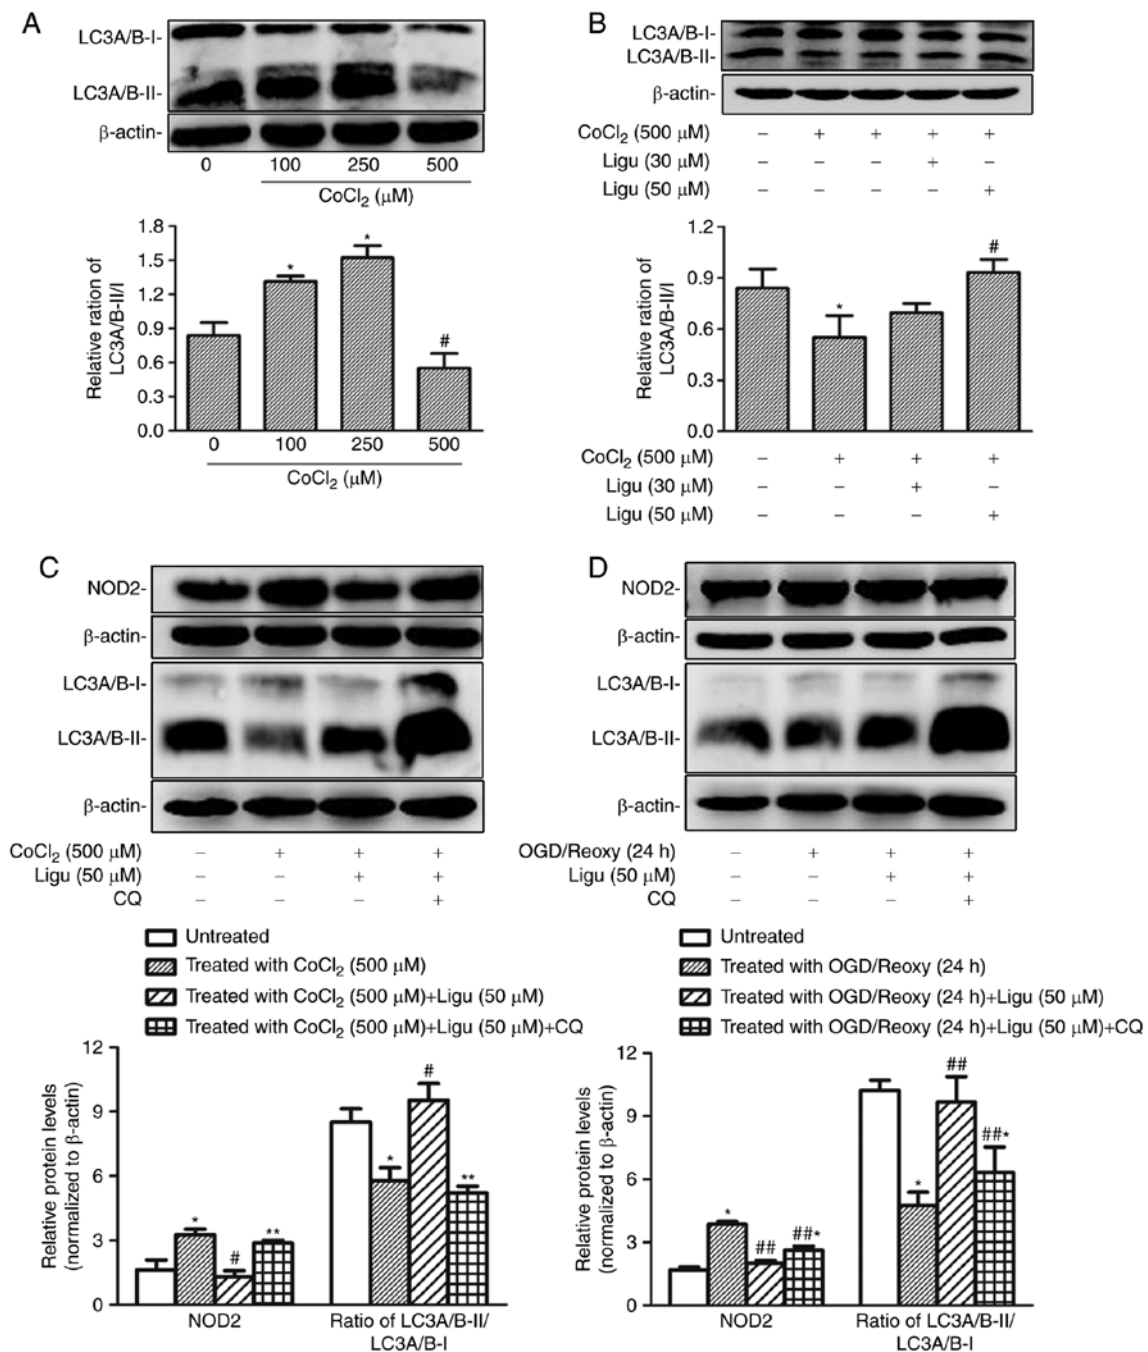 A
LC3A/B-I-
LC3A/B-II-
β-actin-
0 100 250 500
CoCl2 (μM)
Relative ration of
LC3A/B-II/I
1.8
1.5
1.2
0.9
0.6
0.3
0.0
* * #
0 100 250 500
CoCl2 (μM)
B
LC3A/B-I-
LC3A/B-II-
β-actin-
CoCl2 (500 μM) – + + + +
Ligu (30 μM) – – – + –
Ligu (50 μM) – – – – +
Relative ration of
LC3A/B-II/I
1.2
0.9
0.6
0.3
0.0
* #
CoCl2 (500 μM) – + + +
Ligu (30 μM) – – + –
Ligu (50 μM) – – – +
C
NOD2-
β-actin-
LC3A/B-I-
LC3A/B-II-
β-actin-
CoCl2 (500 μM) – + + +
Ligu (50 μM) – – + +
CQ – – – +
Untreated
Treated with CoCl2 (500 μM)
Treated with CoCl2 (500 μM)+Ligu (50 μM)
Treated with CoCl2 (500 μM)+Ligu (50 μM)+CQ
Relative protein levels
(normalized to β-actin)
12
9
6
3
0
* # ** * # **
NOD2 Ratio of LC3A/B-II/
LC3A/B-I
D
NOD2-
β-actin-
LC3A/B-I-
LC3A/B-II-
β-actin-
OGD/Reoxy (24 h) – + + +
Ligu (50 μM) – – + +
CQ – – – +
Untreated
Treated with OGD/Reoxy (24 h)
Treated with OGD/Reoxy (24 h)+Ligu (50 μM)
Treated with OGD/Reoxy (24 h)+Ligu (50 μM)+CQ
Relative protein levels
(normalized to β-actin)
12
9
6
3
0
* ## ##* * ## ##*
NOD2 Ratio of LC3A/B-II/
LC3A/B-I